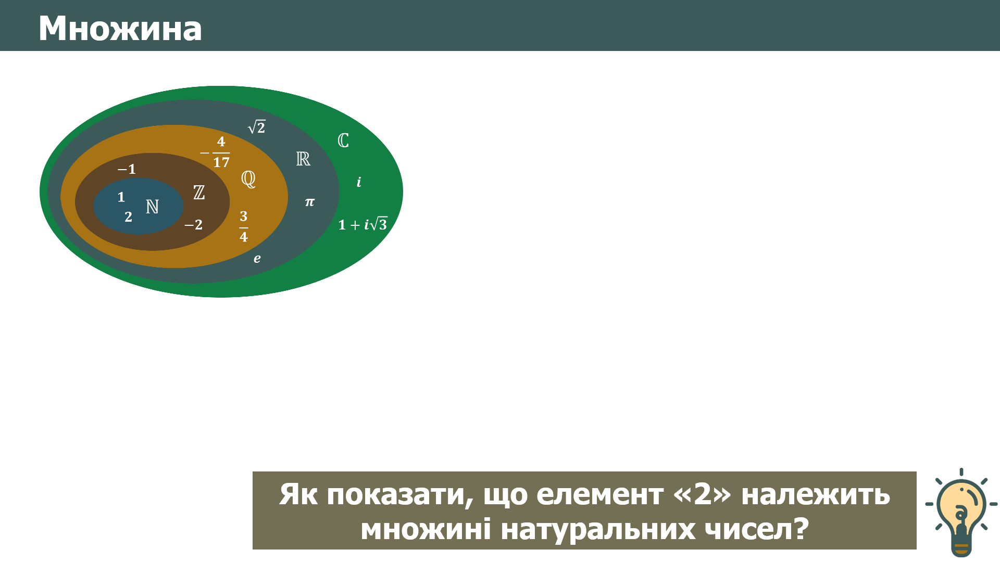 Множина
√2
ℂ
−4/17
ℝ
−1
ℚ
i
ℤ
1
ℕ
π
2
3/4
−2
1 + i√3
e
Як показати, що елемент «2» належить
множині натуральних чисел?